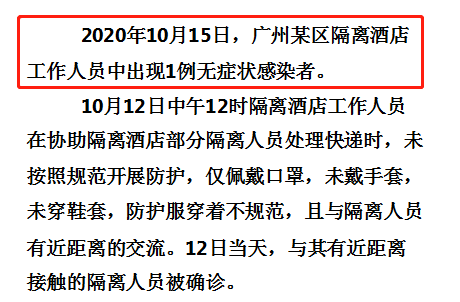 2020年10月15日，广州某区隔离酒店
工作人员中出现1例无症状感染者。
10月12日中午12时隔离酒店工作人员
在协助隔离酒店部分隔离人员处理快递时，未
按照规范开展防护，仅佩戴口罩，未戴手套，
未穿鞋套，防护服穿着不规范，且与隔离人员
有近距离的交流。12日当天，与其有近距离
接触的隔离人员被确诊。